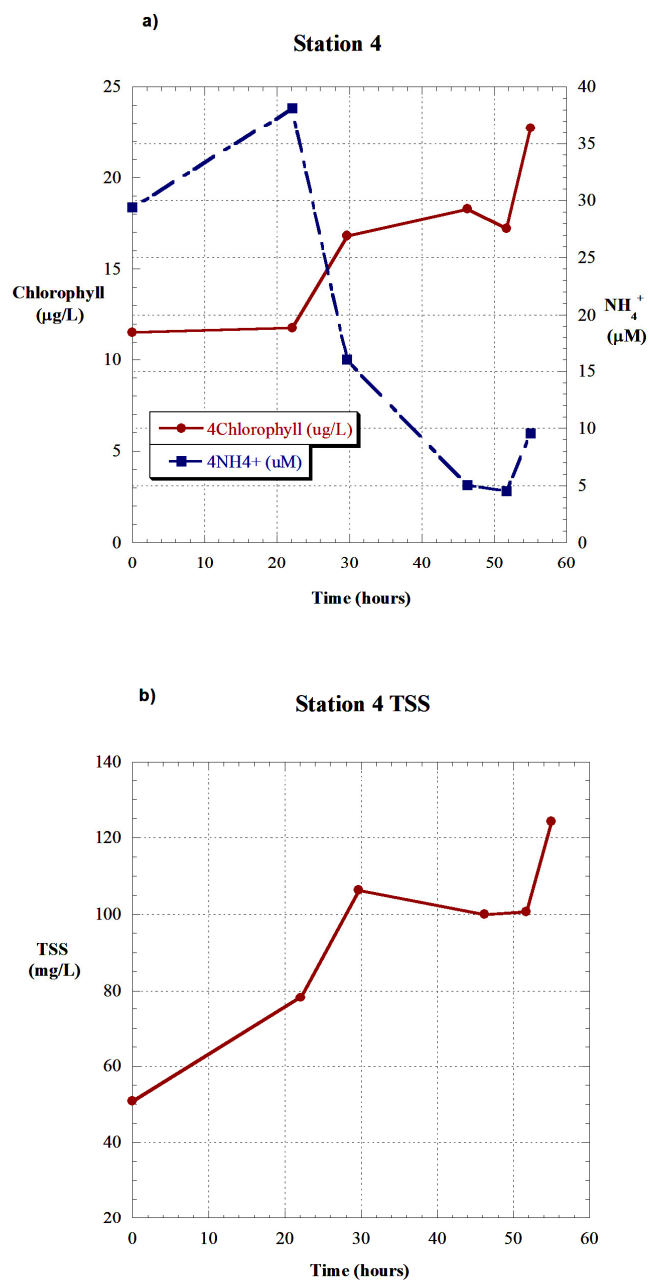 a)
Station 4
25
20
15
10
5
0
Chlorophyll
(µg/L)
40
35
30
25
20
15
10
5
0
NH4+
(µM)
4Chlorophyll (ug/L)
4NH4+ (uM)
0 10 20 30 40 50 60
Time (hours)
b)
Station 4 TSS
140
120
100
80
60
40
20
TSS
(mg/L)
0 10 20 30 40 50 60
Time (hours)